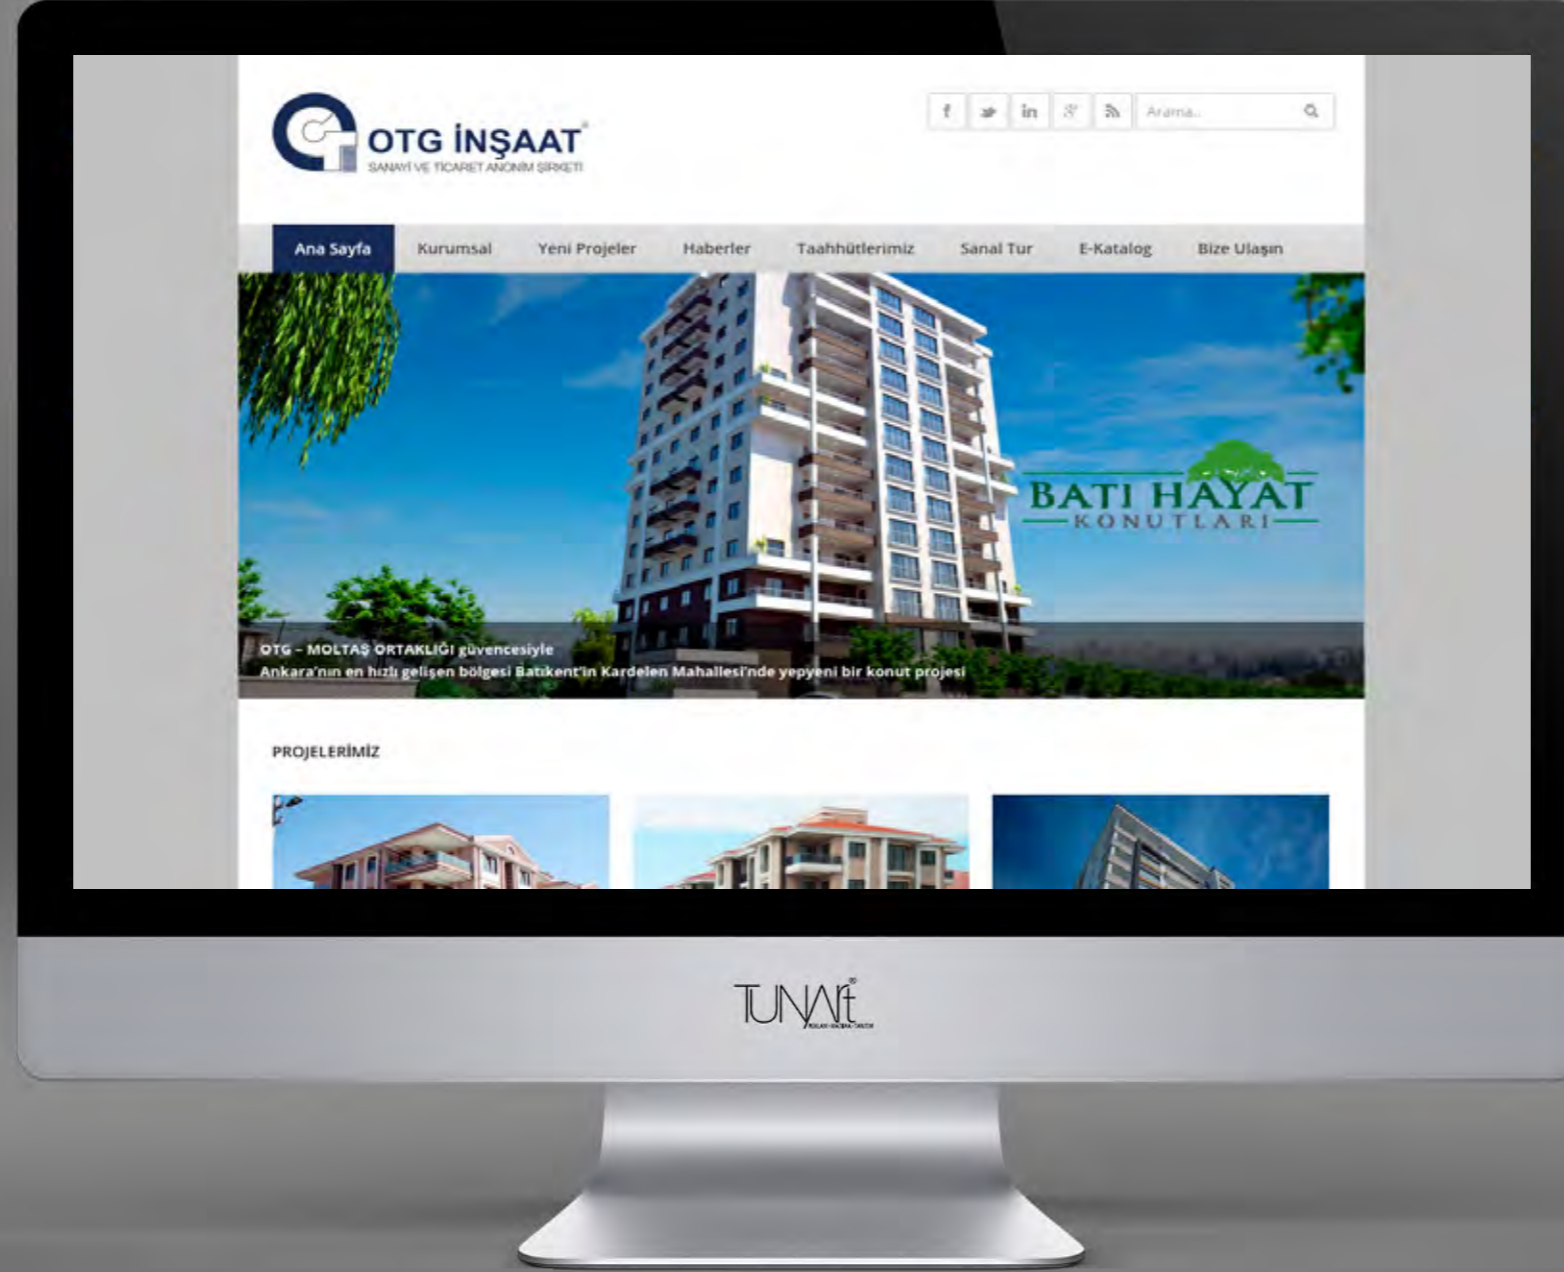 OTG İNŞAAT®
SANAYİ VE TİCARET ANONİM ŞİRKETİ
f in Arama..
Ana Sayfa Kurumsal Yeni Projeler Haberler Taahhütlerimiz Sanal Tur E-Katalog Bize Ulaşın
BATI HAYAT
KONUTLARI
OTG – MOLTAŞ ORTAKLIĞI güvencesiyle
Ankara'nın en hızlı gelişen bölgesi Batıkent'in Kardelen Mahallesi'nde yepyeni bir konut projesi
PROJELERİMİZ
TUNArt®